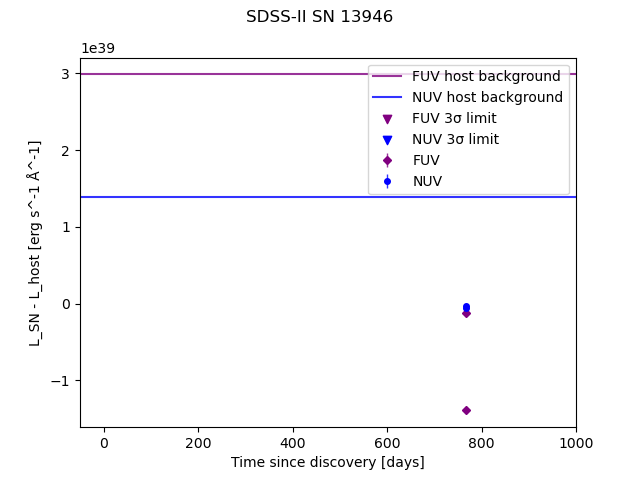 SDSS-II SN 13946
1e39
L_SN - L_host [erg s^-1 Å^-1]
3
2
1
0
−1
FUV host background
NUV host background
FUV 3σ limit
NUV 3σ limit
FUV
NUV
0 200 400 600 800 1000
Time since discovery [days]